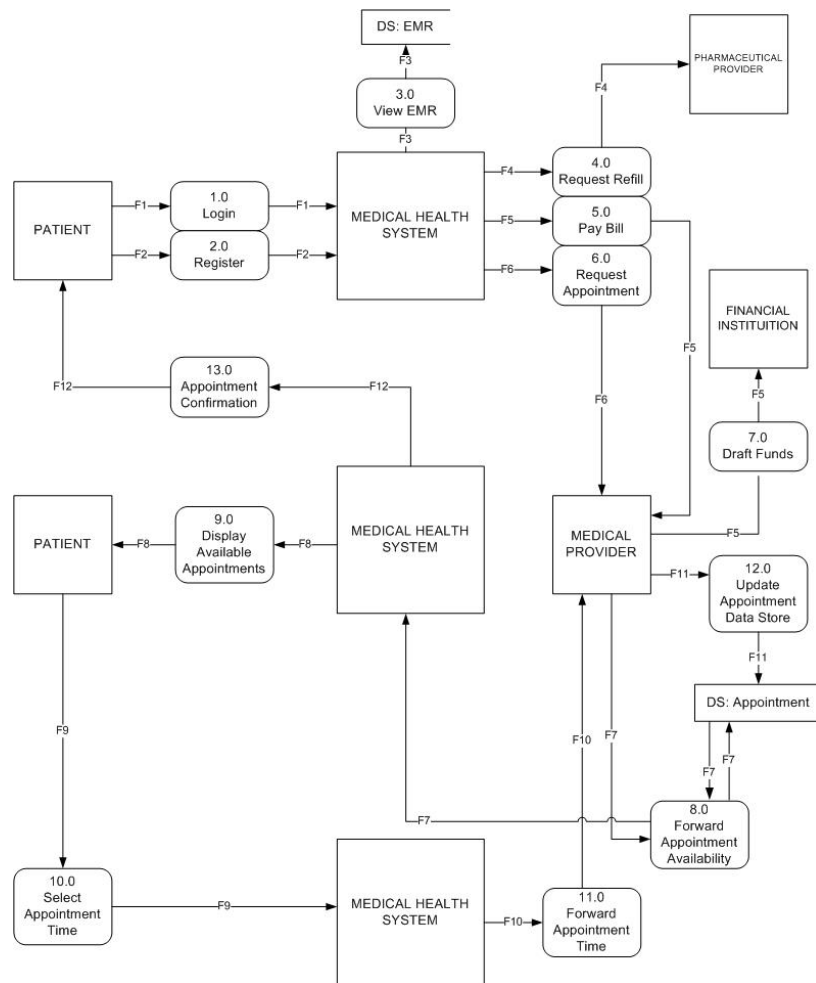 DS: EMR
F3
3.0
View EMR
F3
PHARMACEUTICAL
PROVIDER
F4
PATIENT
F1
1.0
Login
F1
F2
2.0
Register
F2
MEDICAL HEALTH
SYSTEM
F4
4.0
Request Refill
F5
5.0
Pay Bill
F6
6.0
Request
Appointment
FINANCIAL
INSTITUITION
F5
F5
F6
7.0
Draft Funds
F12
13.0
Appointment
Confirmation
F12
PATIENT
F8
9.0
Display
Available
Appointments
F8
MEDICAL HEALTH
SYSTEM
MEDICAL
PROVIDER
F5
F11
12.0
Update
Appointment
Data Store
F11
DS: Appointment
F9
F10
F7
F7
F7
F7
8.0
Forward
Appointment
Availability
10.0
Select
Appointment
Time
F9
MEDICAL HEALTH
SYSTEM
F10
11.0
Forward
Appointment
Time